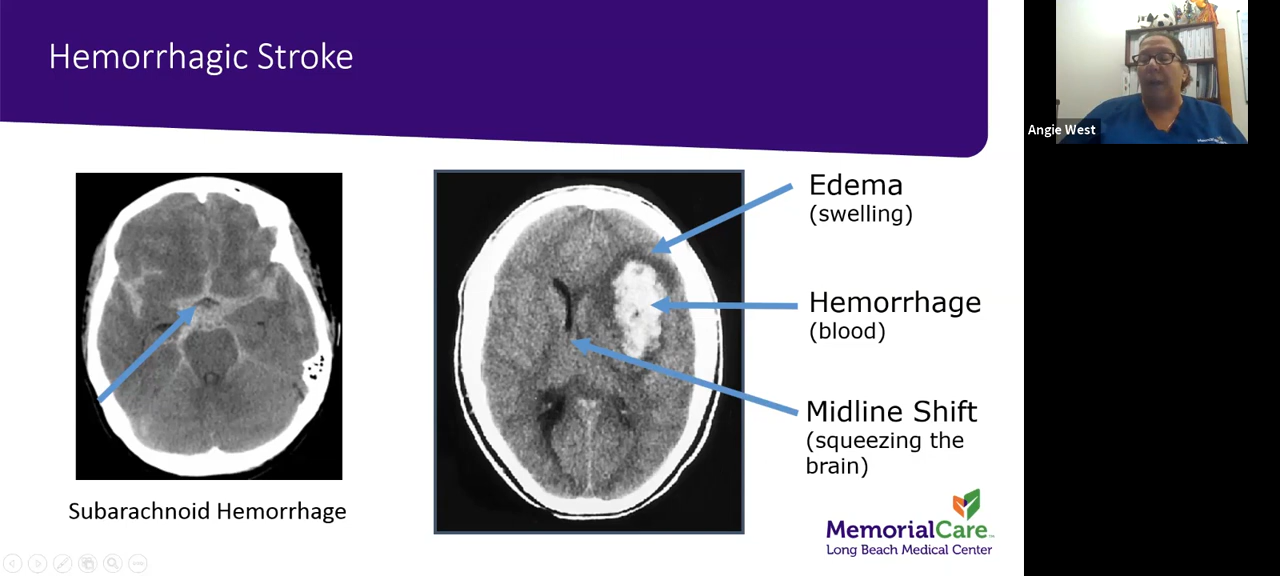 Hemorrhagic Stroke
Angie West
Edema
(swelling)
Hemorrhage
(blood)
Midline Shift
(squeezing the
brain)
Subarachnoid Hemorrhage
MemorialCare™
Long Beach Medical Center